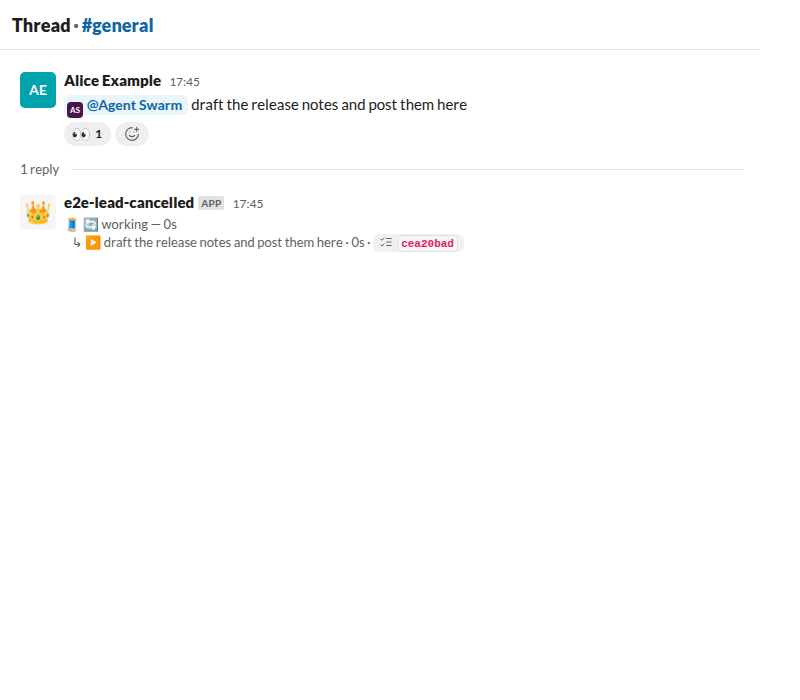 Thread · #general
AE
Alice Example 17:45
AS @Agent Swarm draft the release notes and post them here
👀 1
1 reply
e2e-lead-cancelled APP 17:45
🧵 🔄 working — 0s
↳ ▶️ draft the release notes and post them here · 0s · cea20bad